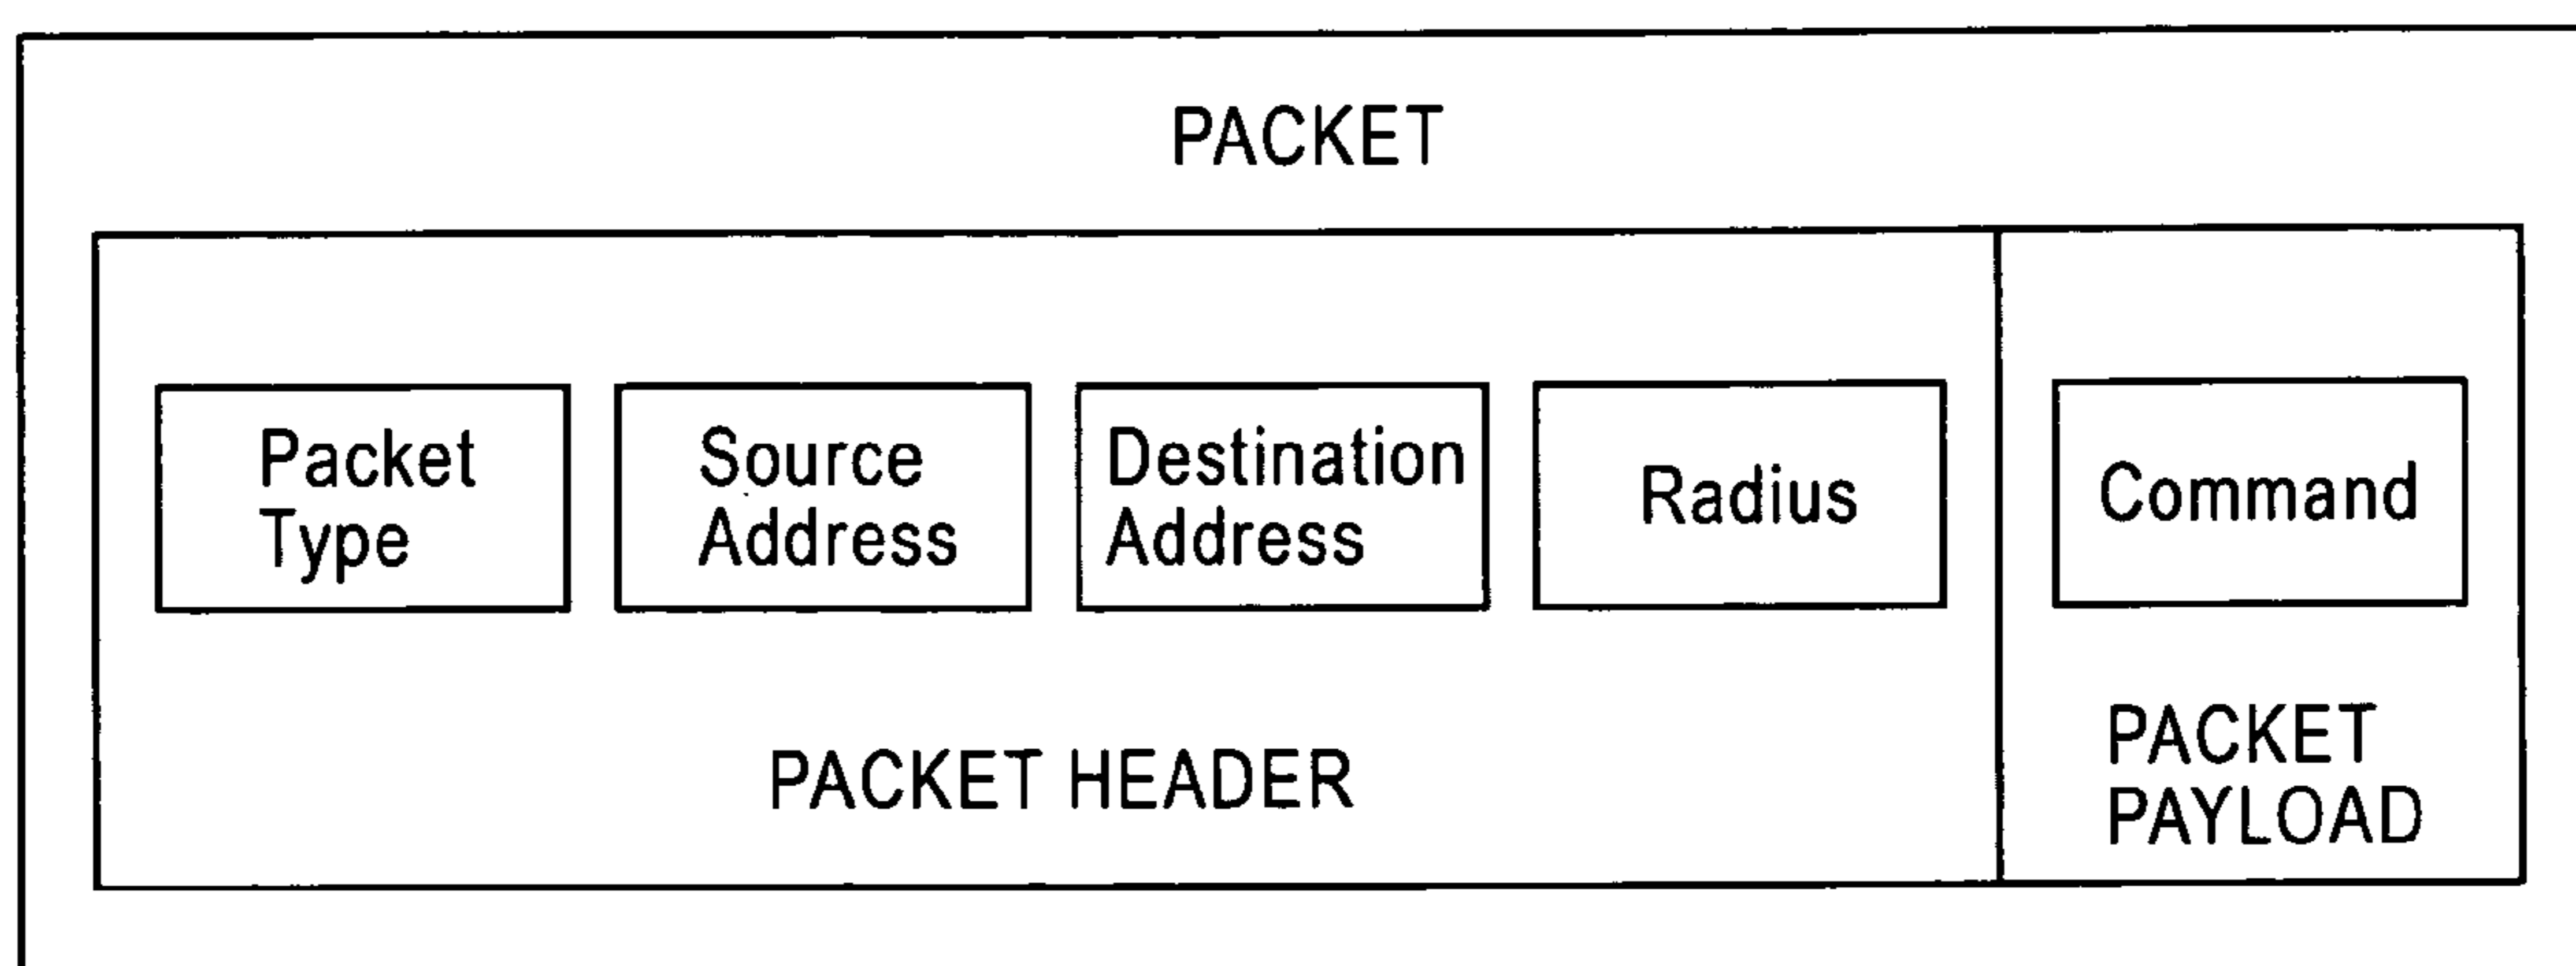 PACKET
Packet
Type
Source
Address
Destination
Address
Radius
Command
PACKET HEADER
PACKET
PAYLOAD